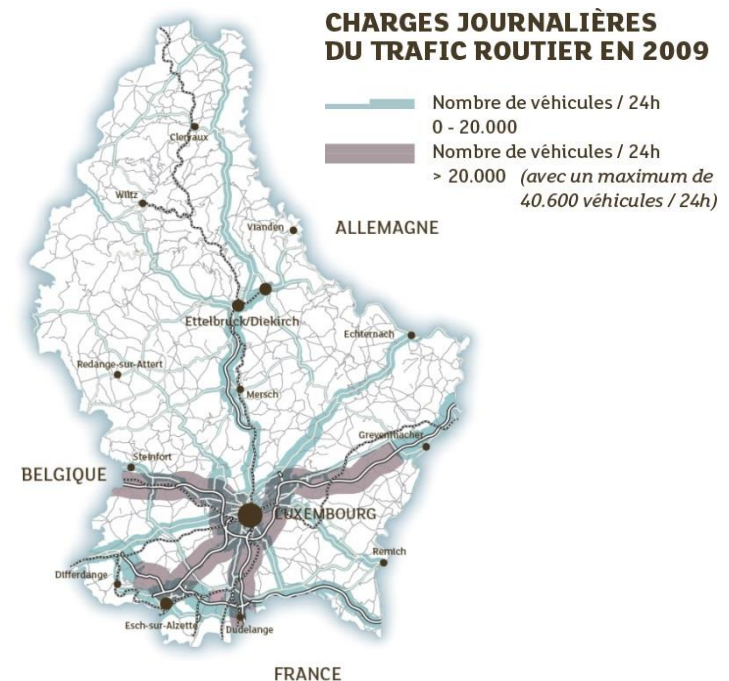 CHARGES JOURNALIÈRES
DU TRAFIC ROUTIER EN 2009
Nombre de véhicules / 24h
0 - 20.000
Nombre de véhicules / 24h
> 20.000 (avec un maximum de
40.600 véhicules / 24h)
Clervaux
Wiltz
Vianden
ALLEMAGNE
Ettelbruck/Diekirch
Echternach
Redange-sur-Attert
Mersch
Grevenmacher
Steinfort
BELGIQUE
LUXEMBOURG
Remich
Differdange
Esch-sur-Alzette
Dudelange
FRANCE